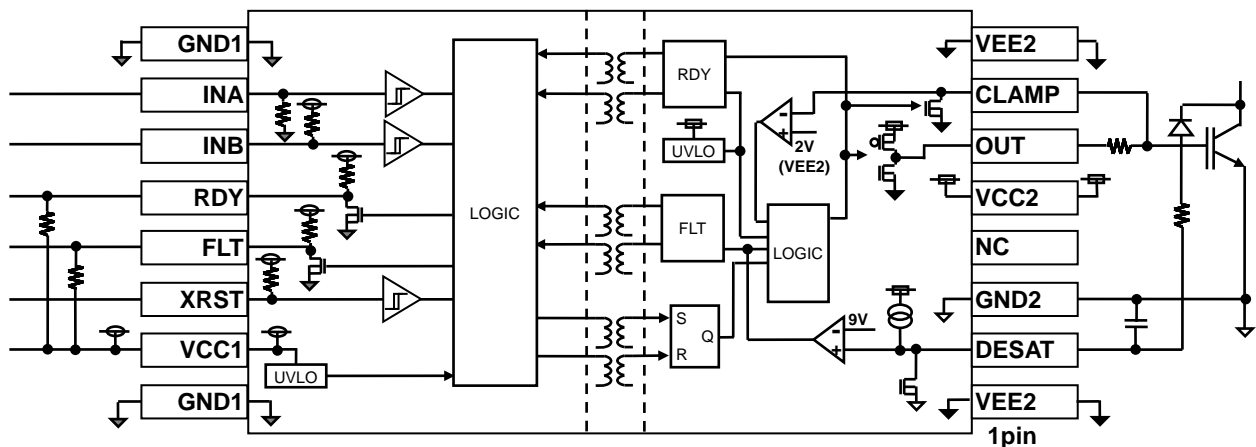 GND1
INA
INB
RDY
FLT
XRST
VCC1
GND1
UVLO
LOGIC
RDY
UVLO
-
+
2V
(VEE2)
FLT
LOGIC
S
R
Q
9V
-
+
VEE2
CLAMP
OUT
VCC2
NC
GND2
DESAT
VEE2
1pin